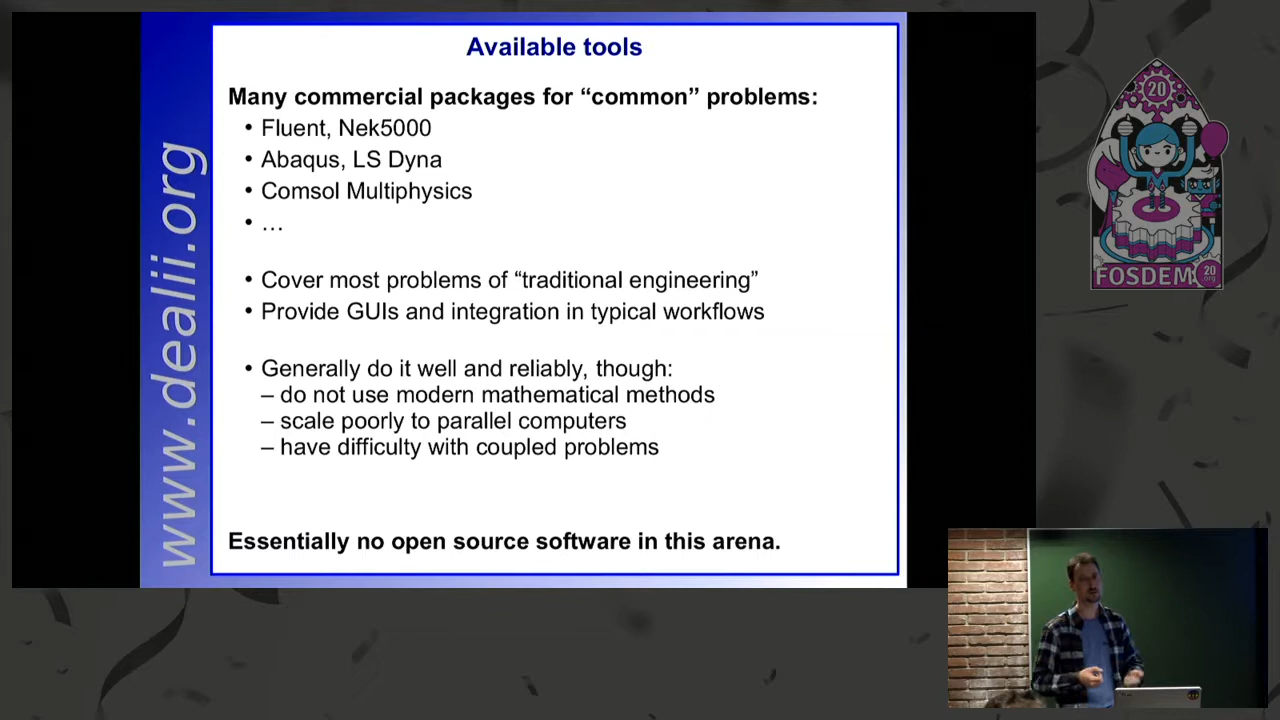 www.dealii.org
Available tools
Many commercial packages for “common” problems:
• Fluent, Nek5000
• Abaqus, LS Dyna
• Comsol Multiphysics
• …
• Cover most problems of “traditional engineering”
• Provide GUIs and integration in typical workflows
• Generally do it well and reliably, though:
– do not use modern mathematical methods
– scale poorly to parallel computers
– have difficulty with coupled problems
Essentially no open source software in this arena.
20
FOSDEM
20
.org